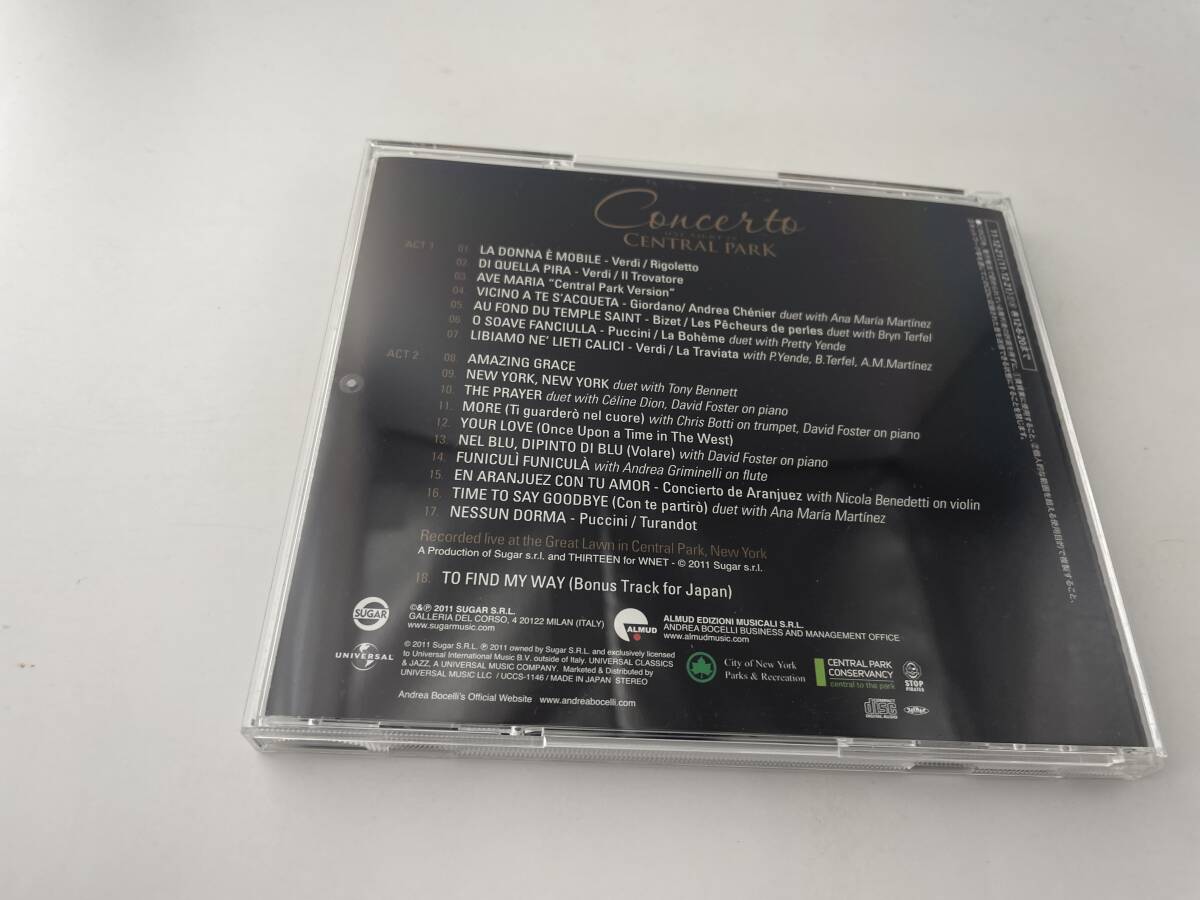 Concerto
ONE NIGHT IN
CENTRAL PARK
ACT 1
01. LA DONNA È MOBILE - Verdi / Rigoletto
02. DI QUELLA PIRA - Verdi / Il Trovatore
03. AVE MARIA "Central Park Version"
04. VICINO A TE S'ACQUETA - Giordano/ Andrea Chénier duet with Ana María Martínez
05. AU FOND DU TEMPLE SAINT - Bizet / Les Pêcheurs de perles duet with Bryn Terfel
06. O SOAVE FANCIULLA - Puccini / La Bohème duet with Pretty Yende
07. LIBIAMO NE' LIETI CALICI - Verdi / La Traviata with P.Yende, B.Terfel, A.M.Martínez
ACT 2
08. AMAZING GRACE
09. NEW YORK, NEW YORK duet with Tony Bennett
10. THE PRAYER duet with Céline Dion, David Foster on piano
11. MORE (Ti guarderò nel cuore) with Chris Botti on trumpet, David Foster on piano
12. YOUR LOVE (Once Upon a Time in The West)
13. NEL BLU, DIPINTO DI BLU (Volare) with David Foster on piano
14. FUNICULÌ FUNICULÀ with Andrea Griminelli on flute
15. EN ARANJUEZ CON TU AMOR - Concierto de Aranjuez with Nicola Benedetti on violin
16. TIME TO SAY GOODBYE (Con te partirò) duet with Ana María Martínez
17. NESSUN DORMA - Puccini / Turandot
Recorded live at the Great Lawn in Central Park, New York
A Production of Sugar s.r.l. and THIRTEEN for WNET - © 2011 Sugar s.r.l.
18. TO FIND MY WAY (Bonus Track for Japan)
SUGAR
©&℗ 2011 SUGAR S.R.L.
GALLERIA DEL CORSO, 4 20122 MILAN (ITALY)
www.sugarmusic.com
ALMUD
ALMUD EDIZIONI MUSICALI S.R.L.
ANDREA BOCELLI BUSINESS AND MANAGEMENT OFFICE
www.almudmusic.com
UNIVERSAL
© 2011 Sugar S.R.L. ℗ 2011 owned by Sugar S.R.L. and exclusively licensed
to Universal International Music B.V. outside of Italy. UNIVERSAL CLASSICS
& JAZZ, A UNIVERSAL MUSIC COMPANY. Marketed & Distributed by
UNIVERSAL MUSIC LLC / UCCS-1146 / MADE IN JAPAN STEREO
City of New York
Parks & Recreation
CENTRAL PARK
CONSERVANCY
central to the park
STOP
PIRATES
Andrea Bocelli's Official Website www.andreabocelli.com
COMPACT
disc
DIGITAL AUDIO